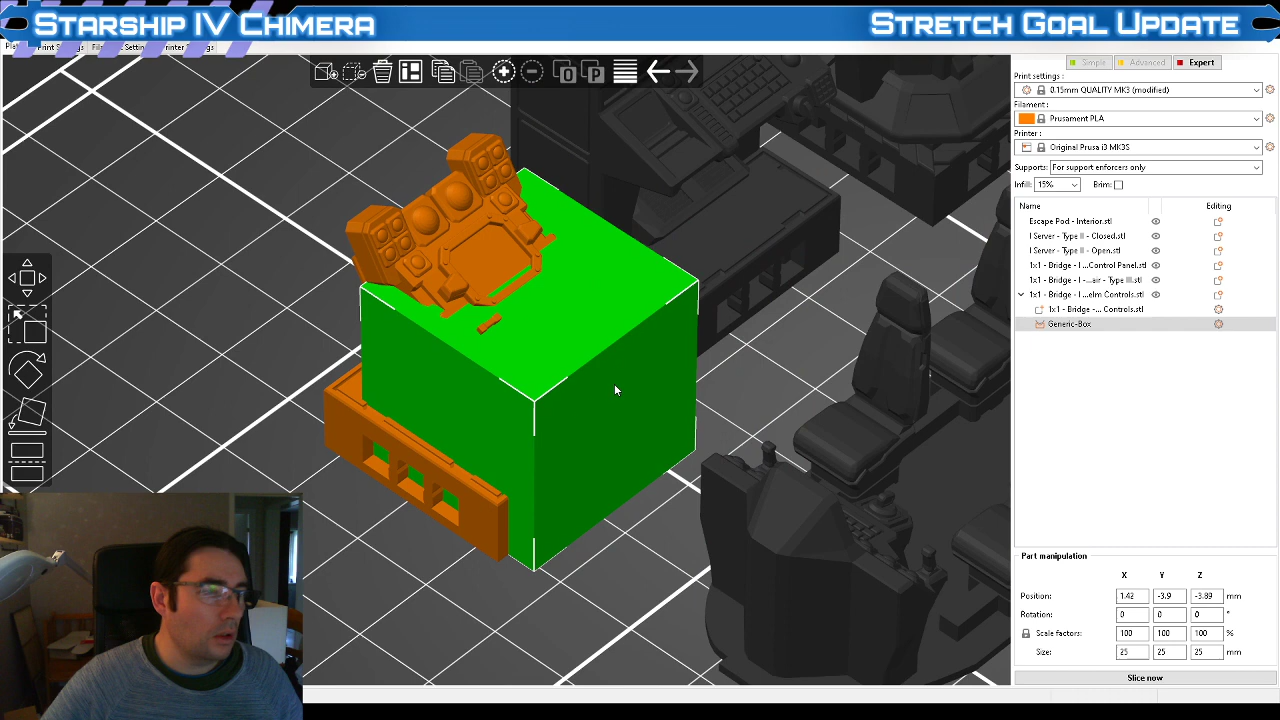 Starship IV Chimera
Stretch Goal Update
Simple Advanced Expert
Print settings :
0.15mm QUALITY MK3 (modified)
Filament :
Prusament PLA
Printer :
Original Prusa i3 MK3S
Supports: For support enforcers only
Infill: 15% Brim:
Name Editing
Escape Pod - Interior.stl
I Server - Type II - Closed.stl
I Server - Type II - Open.stl
1x1 - Bridge - I ...Control Panel.stl
1x1 - Bridge - I -...air - Type III.stl
1x1 - Bridge - I...elm Controls.stl
1x1 - Bridge -... Controls.stl
Generic-Box
Part manipulation
X Y Z
Position: 1.42 -3.9 -3.89 mm
Rotation: 0 0 0 °
Scale factors: 100 100 100 %
Size: 25 25 25 mm
Slice now